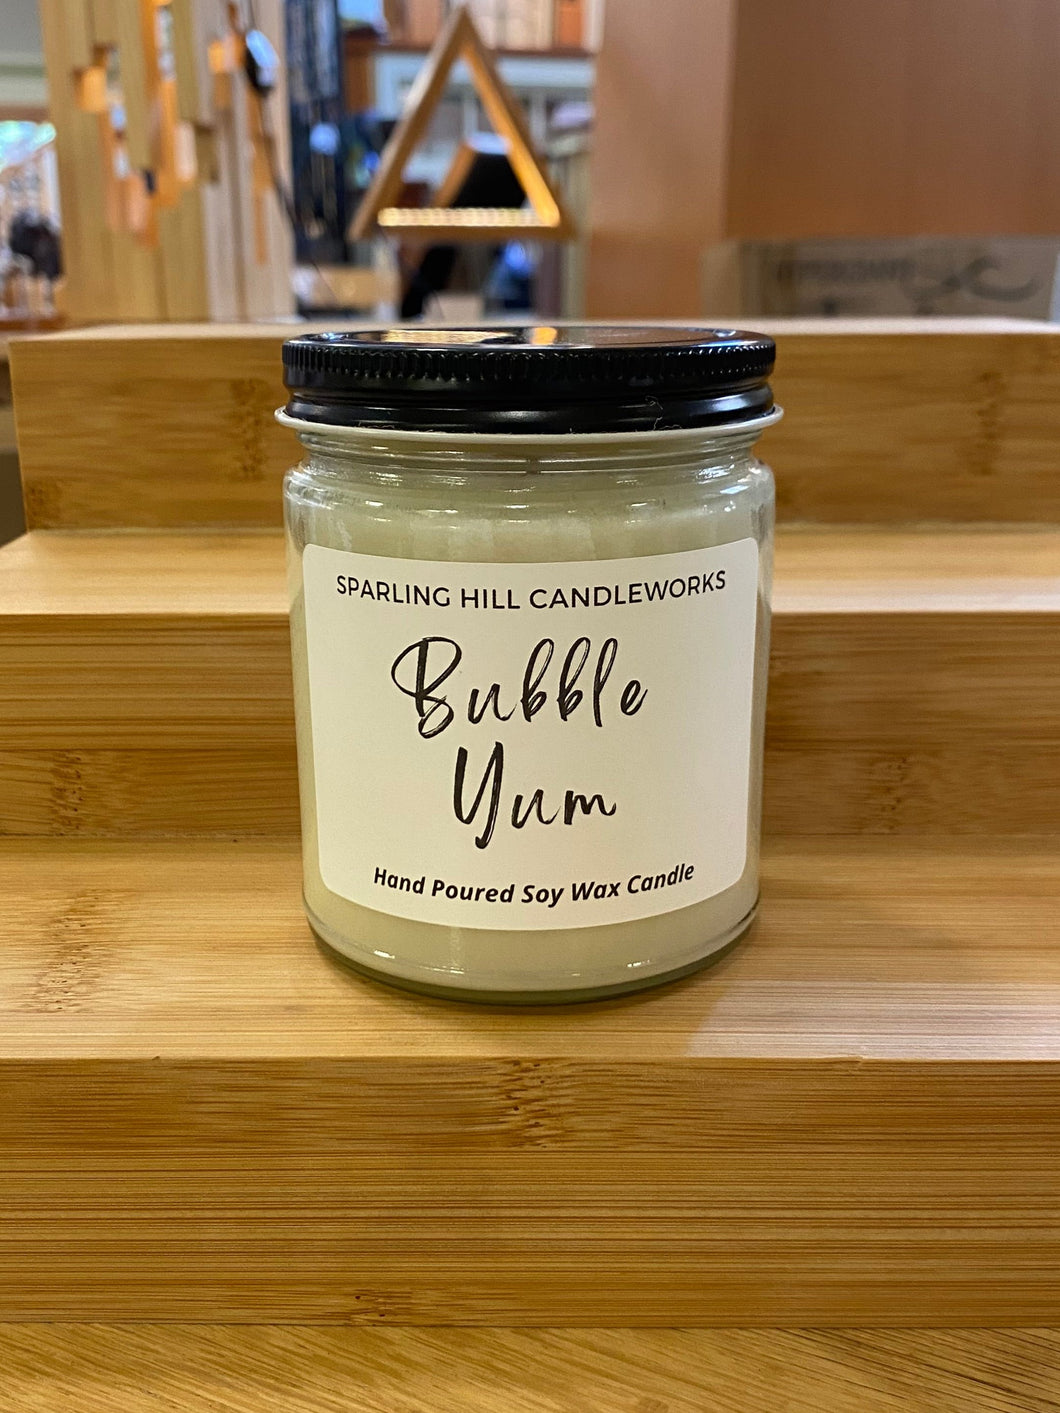 SPARLING HILL CANDLEWORKS
Bubble
Yum
Hand Poured Soy Wax Candle